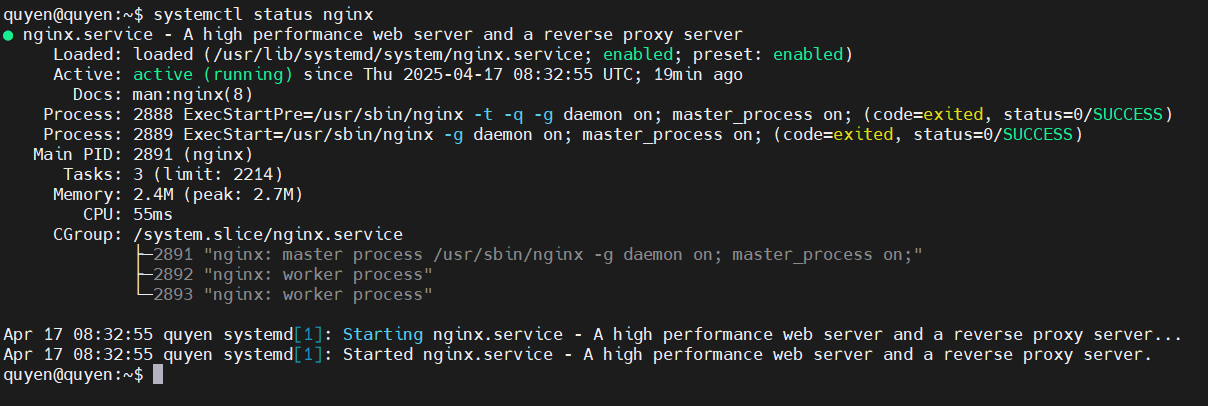 quyen@quyen:~$ systemctl status nginx
● nginx.service - A high performance web server and a reverse proxy server
     Loaded: loaded (/usr/lib/systemd/system/nginx.service; enabled; preset: enabled)
     Active: active (running) since Thu 2025-04-17 08:32:55 UTC; 19min ago
       Docs: man:nginx(8)
    Process: 2888 ExecStartPre=/usr/sbin/nginx -t -q -g daemon on; master_process on; (code=exited, status=0/SUCCESS)
    Process: 2889 ExecStart=/usr/sbin/nginx -g daemon on; master_process on; (code=exited, status=0/SUCCESS)
   Main PID: 2891 (nginx)
      Tasks: 3 (limit: 2214)
     Memory: 2.4M (peak: 2.7M)
        CPU: 55ms
     CGroup: /system.slice/nginx.service
             ├─2891 "nginx: master process /usr/sbin/nginx -g daemon on; master_process on;"
             ├─2892 "nginx: worker process"
             └─2893 "nginx: worker process"

Apr 17 08:32:55 quyen systemd[1]: Starting nginx.service - A high performance web server and a reverse proxy server...
Apr 17 08:32:55 quyen systemd[1]: Started nginx.service - A high performance web server and a reverse proxy server.
quyen@quyen:~$